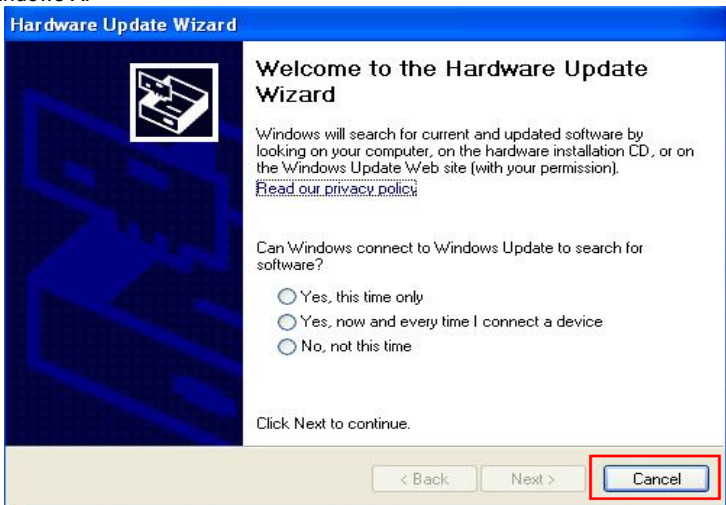 Hardware Update Wizard
Welcome to the Hardware Update
Wizard
Windows will search for current and updated software by
looking on your computer, on the hardware installation CD, or on
the Windows Update Web site (with your permission).
Read our privacy policy
Can Windows connect to Windows Update to search for
software?
Yes, this time only
Yes, now and every time I connect a device
No, not this time
Click Next to continue.
< Back Next > Cancel